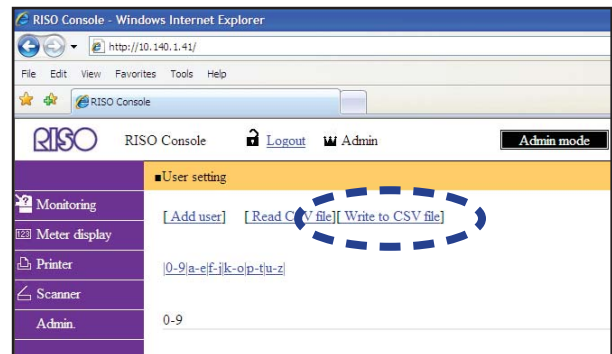 RISO Console - Windows Internet Explorer
http://10.140.1.41/
File Edit View Favorites Tools Help
RISO Console
RISO RISO Console Logout Admin Admin mode
■User setting
Monitoring
[ Add user] [ Read CSV file][ Write to CSV file]
123 Meter display
Printer
|0-9|a-e|f-j|k-o|p-t|u-z|
Scanner
Admin.
0-9